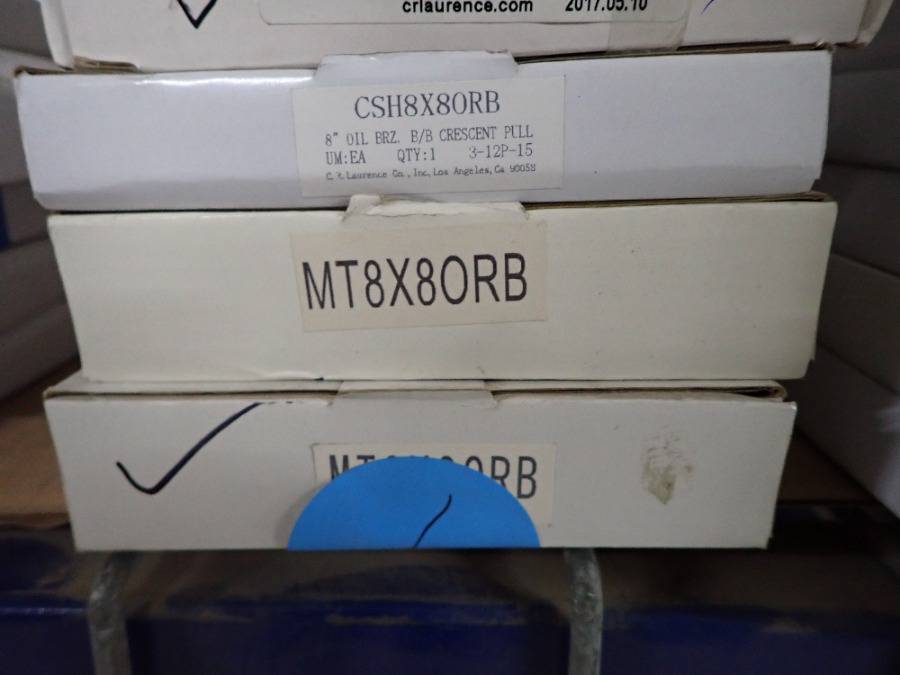 crlaurence.com 2017.05.10
CSH8X8ORB
8" OIL BRZ. B/B CRESCENT PULL
UM:EA QTY:1 3-12P-15
C.R.Laurence Co., Inc, Los Angeles, Ca 90058
MT8X8ORB
ORB